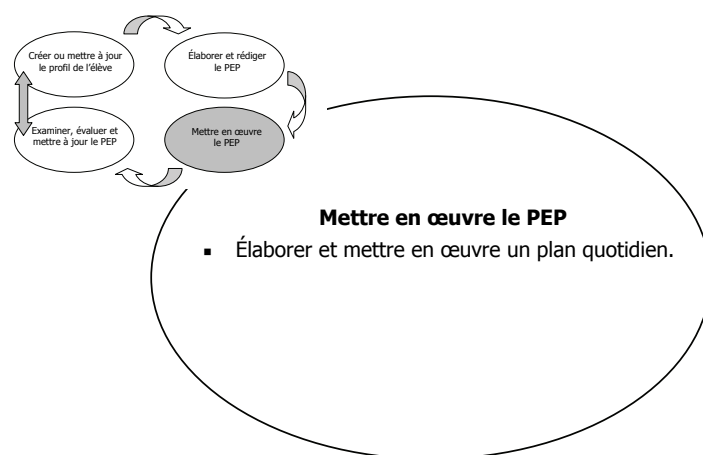 Créer ou mettre à jour
le profil de l'élève
Élaborer et rédiger
le PEP
Examiner, évaluer et
mettre à jour le PEP
Mettre en œuvre
le PEP
Mettre en œuvre le PEP
▪ Élaborer et mettre en œuvre un plan quotidien.